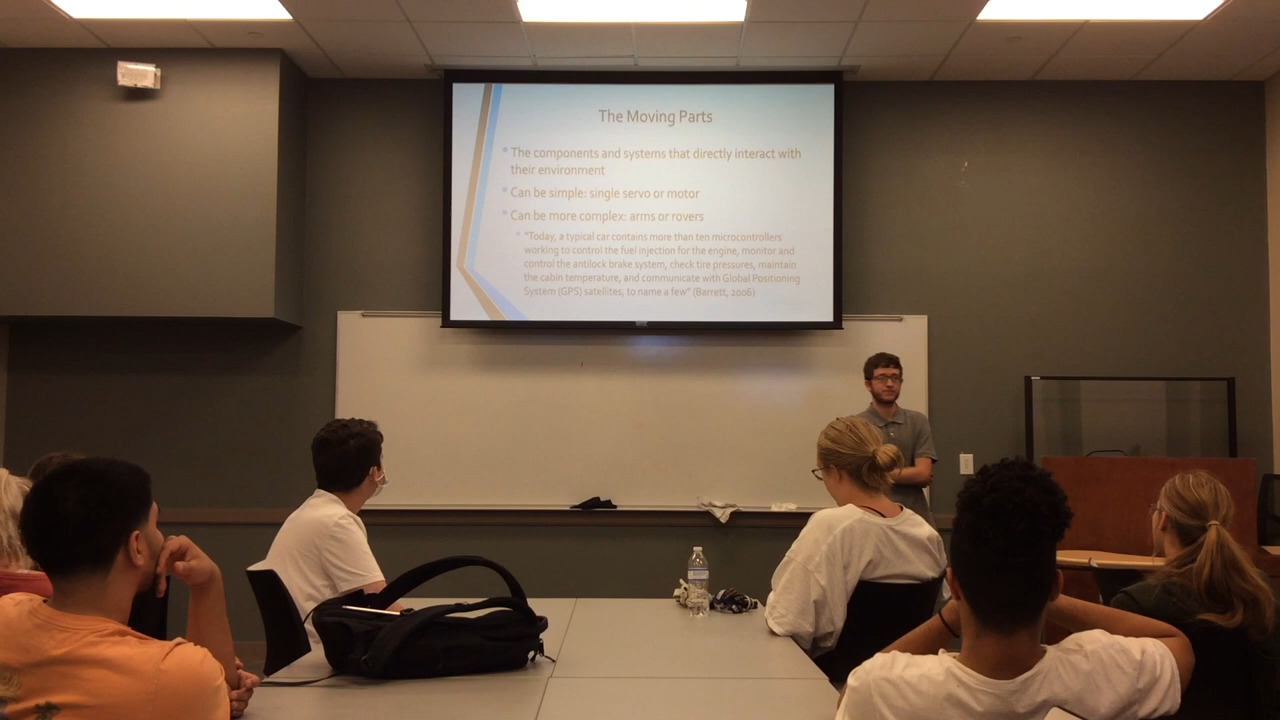 The Moving Parts
The components and systems that directly interact with
their environment
Can be simple: single servo or motor
Can be more complex: arms or rovers
"Today, a typical car contains more than ten microcontrollers
working to control the fuel injection for the engine, monitor and
control the antilock brake system, check tire pressures, maintain
the cabin temperature, and communicate with Global Positioning
System (GPS) satellites, to name a few" (Barrett, 2006)